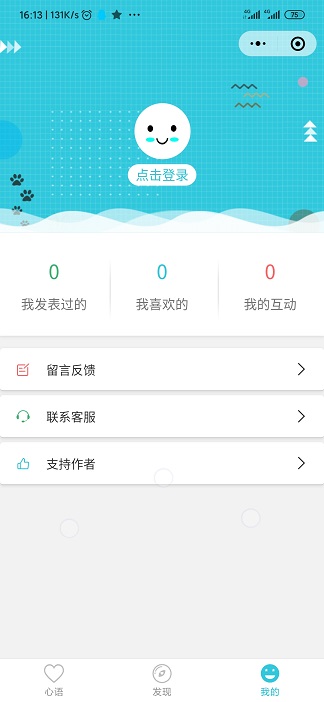 16:13 | 131K/s
4G 4G 75
点击登录
0 0 0
我发表过的 我喜欢的 我的互动
留言反馈
联系客服
支持作者
心语 发现 我的